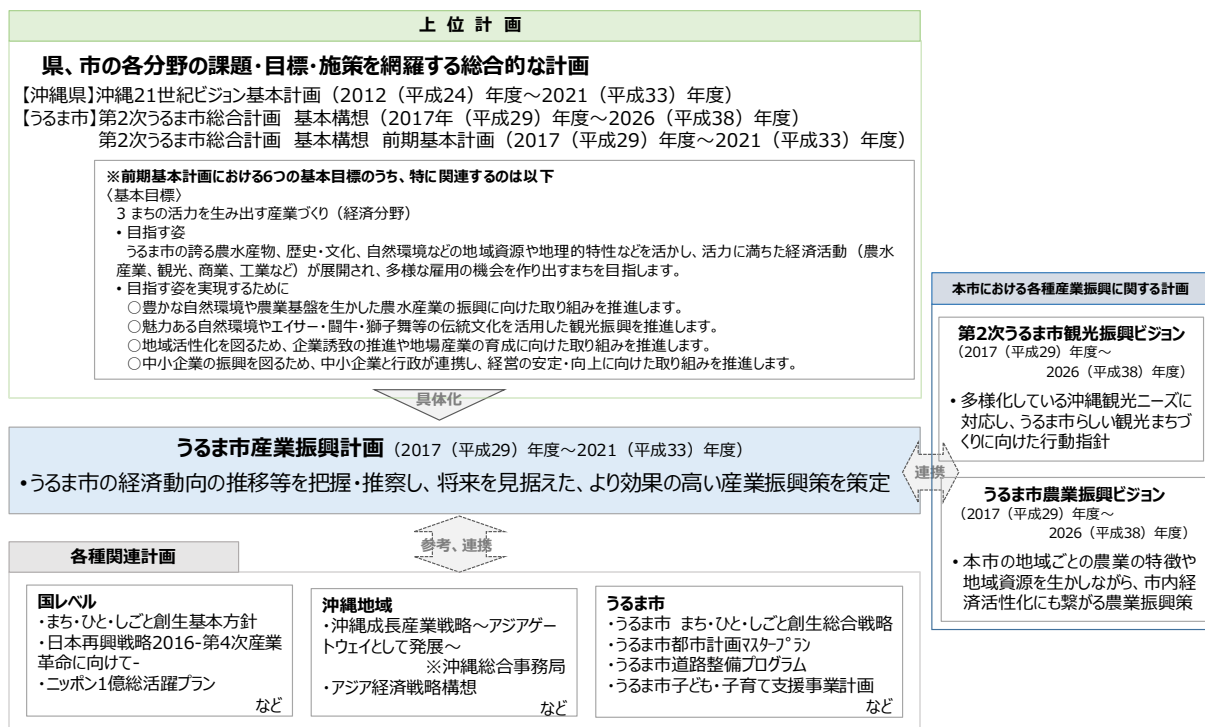 上 位 計 画
県、市の各分野の課題・目標・施策を網羅する総合的な計画
【沖縄県】沖縄21世紀ビジョン基本計画（2012（平成24）年度～2021（平成33）年度）
【うるま市】第2次うるま市総合計画 基本構想（2017年（平成29）年度～2026（平成38）年度）
第2次うるま市総合計画 基本構想 前期基本計画（2017（平成29）年度～2021（平成33）年度）
※前期基本計画における6つの基本目標のうち、特に関連するのは以下
〈基本目標〉
3 まちの活力を生み出す産業づくり（経済分野）
・目指す姿
うるま市の誇る農水産物、歴史・文化、自然環境などの地域資源や地理的特性などを活かし、活力に満ちた経済活動（農水
産業、観光、商業、工業など）が展開され、多様な雇用の機会を作り出すまちを目指します。
・目指す姿を実現するために
○豊かな自然環境や農業基盤を生かした農水産業の振興に向けた取り組みを推進します。
○魅力ある自然環境やエイサー・闘牛・獅子舞等の伝統文化を活用した観光振興を推進します。
○地域活性化を図るため、企業誘致の推進や地場産業の育成に向けた取り組みを推進します。
○中小企業の振興を図るため、中小企業と行政が連携し、経営の安定・向上に向けた取り組みを推進します。
具体化
うるま市産業振興計画（2017（平成29）年度～2021（平成33）年度）
・うるま市の経済動向の推移等を把握・推察し、将来を見据えた、より効果の高い産業振興策を策定
連携
本市における各種産業振興に関する計画
第2次うるま市観光振興ビジョン
（2017（平成29）年度～
2026（平成38）年度）
・多様化している沖縄観光ニーズに
対応し、うるま市らしい観光まちづ
くりに向けた行動指針
うるま市農業振興ビジョン
（2017（平成29）年度～
2026（平成38）年度）
・本市の地域ごとの農業の特徴や
地域資源を生かしながら、市内経
済活性化にも繋がる農業振興策
参考、連携
各種関連計画
国レベル
・まち・ひと・しごと創生基本方針
・日本再興戦略2016-第4次産業
革命に向けて-
・ニッポン1億総活躍プラン
など
沖縄地域
・沖縄成長産業戦略～アジアゲー
トウェイとして発展～
※沖縄総合事務局
・アジア経済戦略構想
など
うるま市
・うるま市 まち・ひと・しごと創生総合戦略
・うるま市都市計画ﾏｽﾀｰﾌﾟﾗﾝ
・うるま市道路整備プログラム
・うるま市子ども・子育て支援事業計画
など